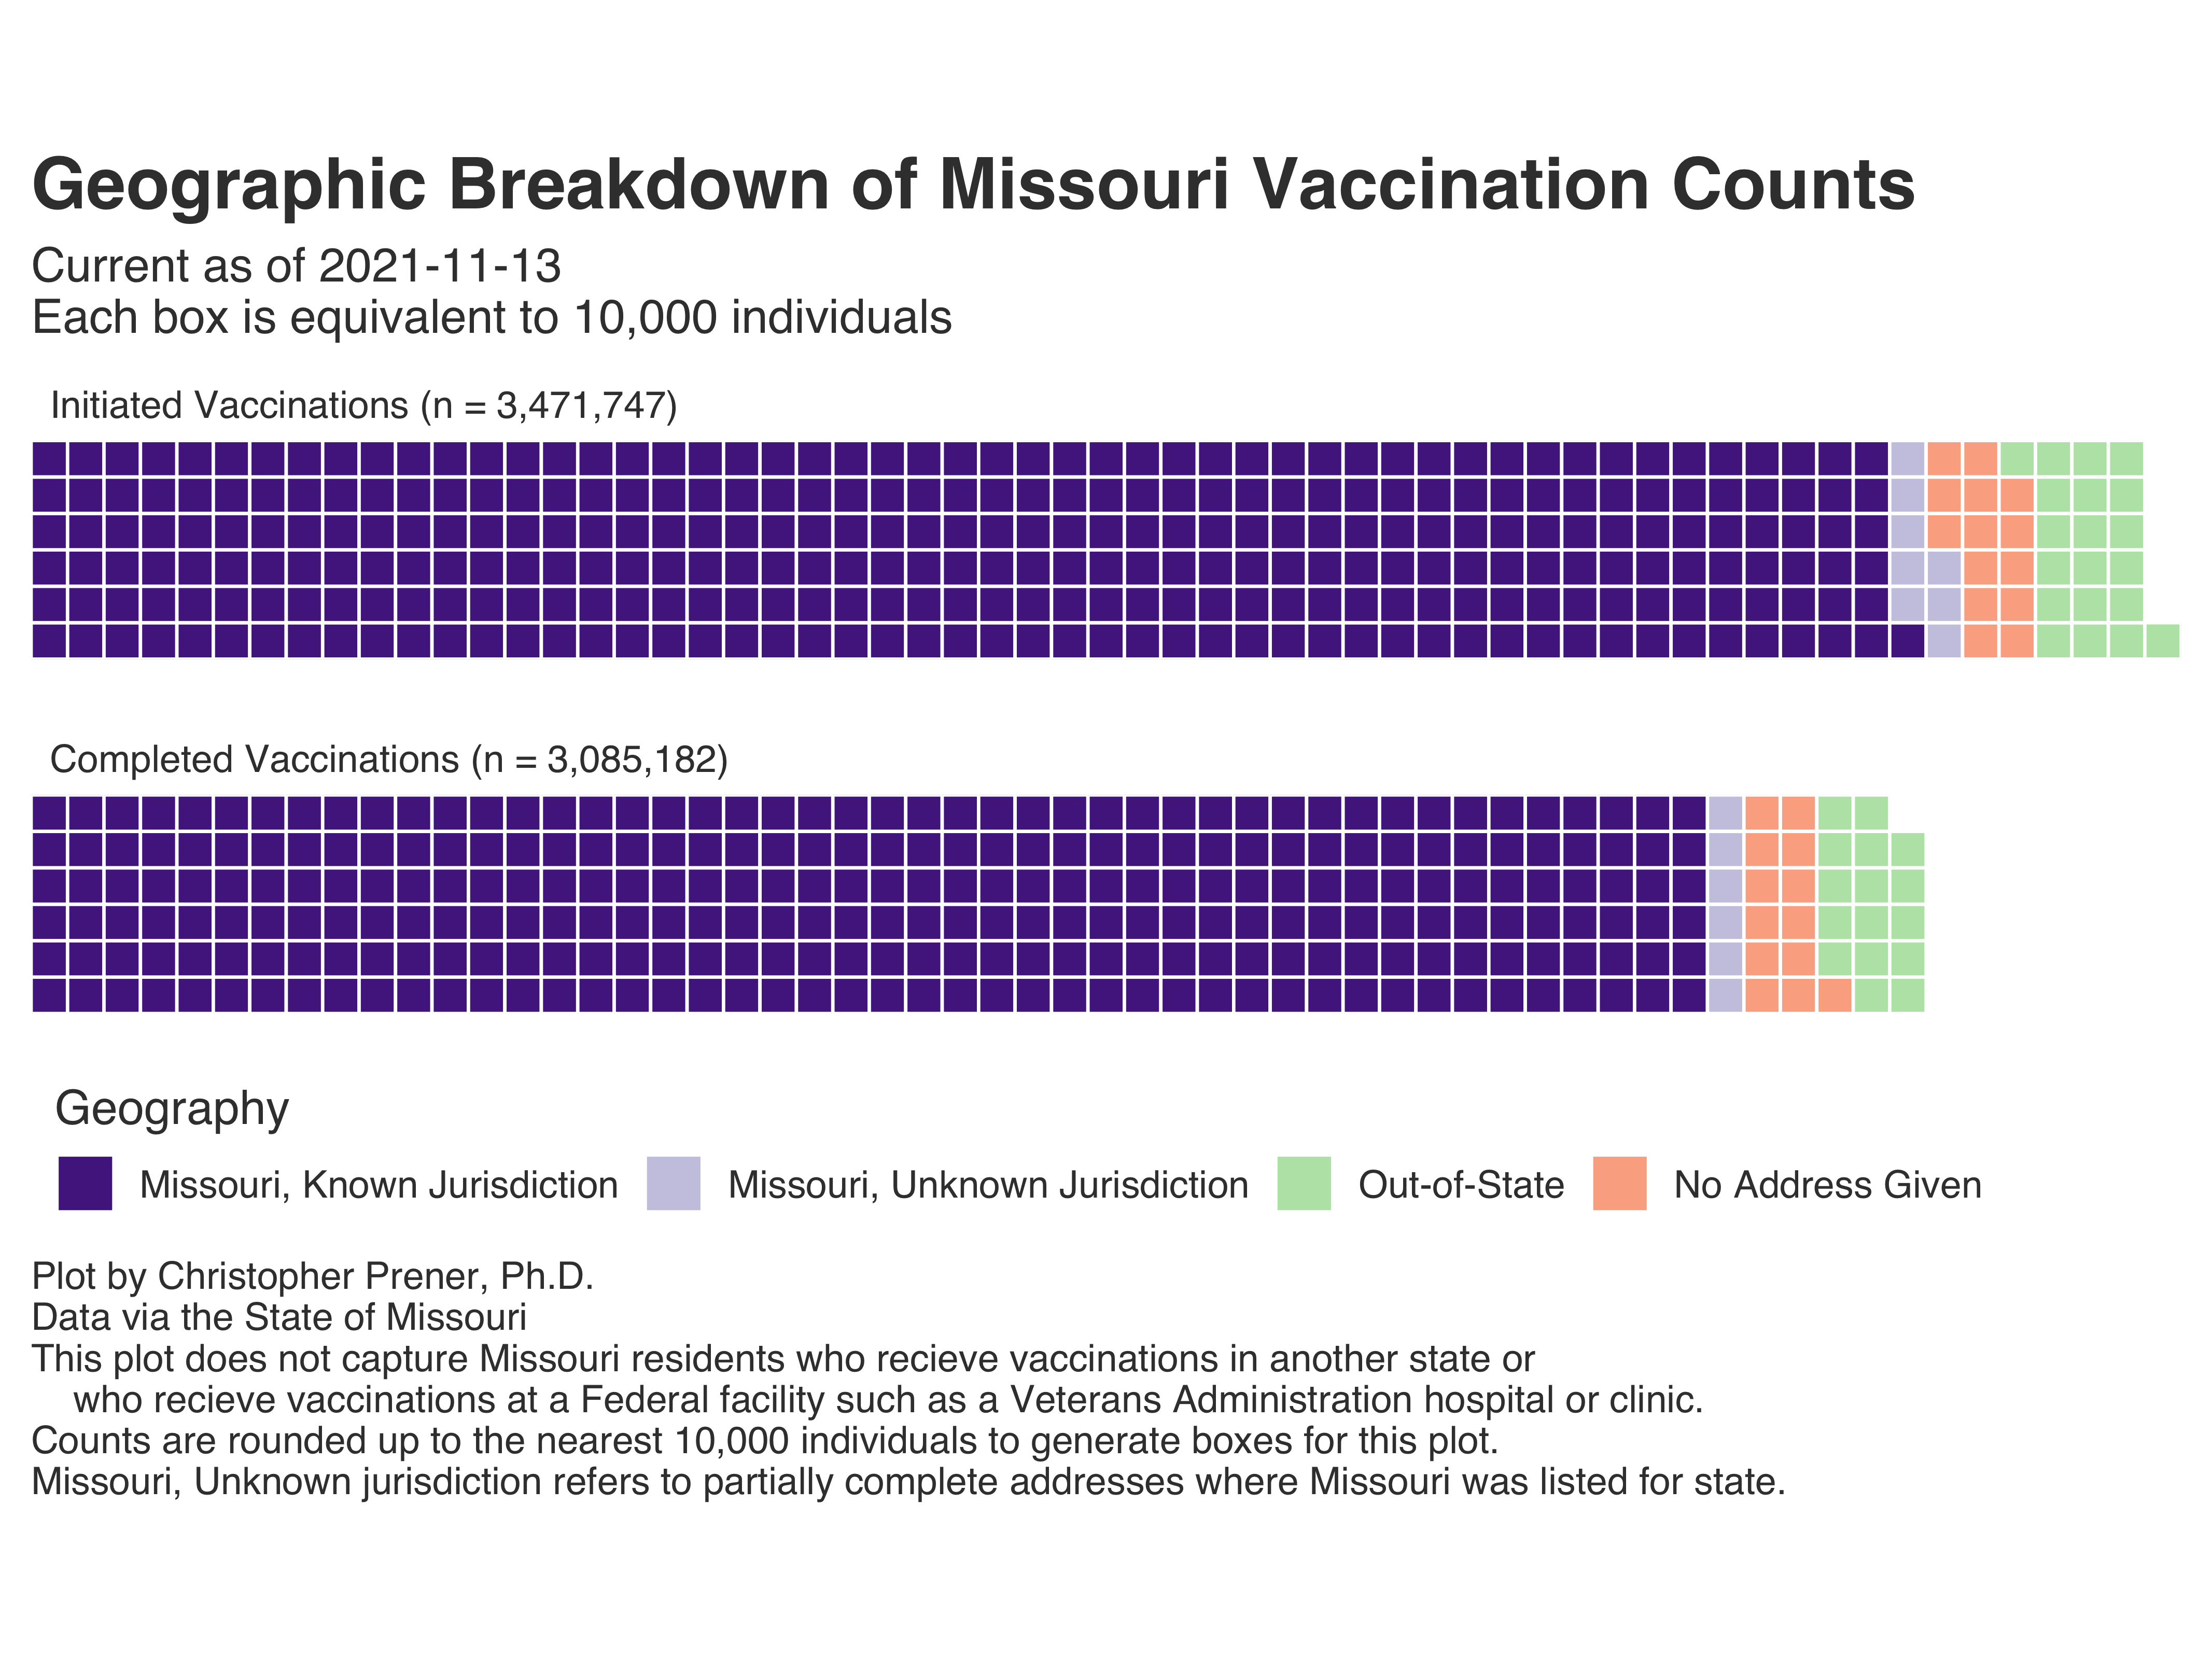 Geographic Breakdown of Missouri Vaccination Counts
Current as of 2021-11-13
Each box is equivalent to 10,000 individuals
Initiated Vaccinations (n = 3,471,747)
Completed Vaccinations (n = 3,085,182)
Geography
Missouri, Known Jurisdiction Missouri, Unknown Jurisdiction Out-of-State No Address Given
Plot by Christopher Prener, Ph.D.
Data via the State of Missouri
This plot does not capture Missouri residents who recieve vaccinations in another state or
who recieve vaccinations at a Federal facility such as a Veterans Administration hospital or clinic.
Counts are rounded up to the nearest 10,000 individuals to generate boxes for this plot.
Missouri, Unknown jurisdiction refers to partially complete addresses where Missouri was listed for state.